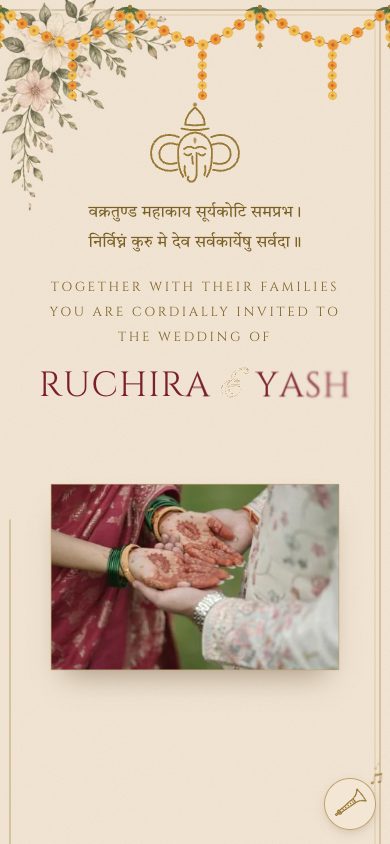 वक्रतुण्ड महाकाय सूर्यकोटि समप्रभ।
निर्विघ्नं कुरु मे देव सर्वकार्येषु सर्वदा॥
TOGETHER WITH THEIR FAMILIES
YOU ARE CORDIALLY INVITED TO
THE WEDDING OF
RUCHIRA & YASH